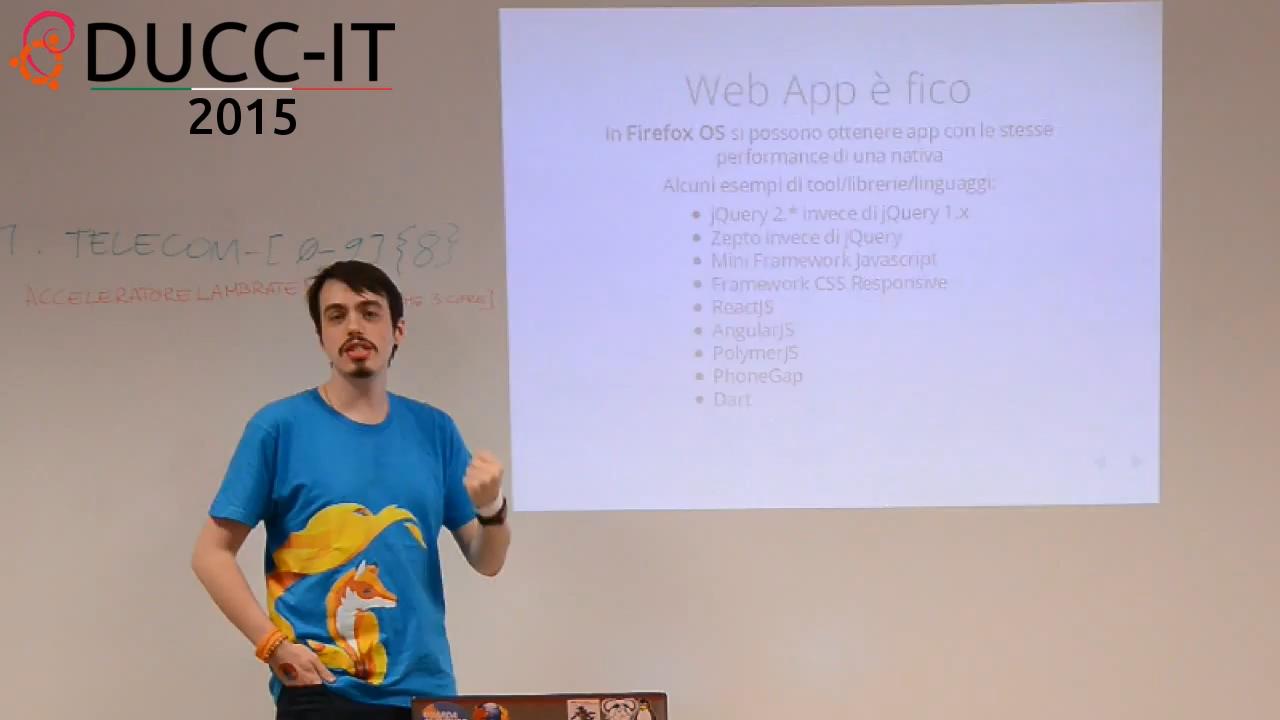 DUCC-IT
2015
Web App è fico
In Firefox OS si possono ottenere app con le stesse
performance di una nativa
Alcuni esempi di tool/librerie/linguaggi:
jQuery 2.* invece di jQuery 1.x
Zepto invece di jQuery
Mini Framework Javascript
Framework CSS Responsive
ReactJS
AngularJS
PolymerJS
PhoneGap
Dart
TELECOM-[0-9]{8}
ACCELERATORE LAMBRATE
3 CIFRE]